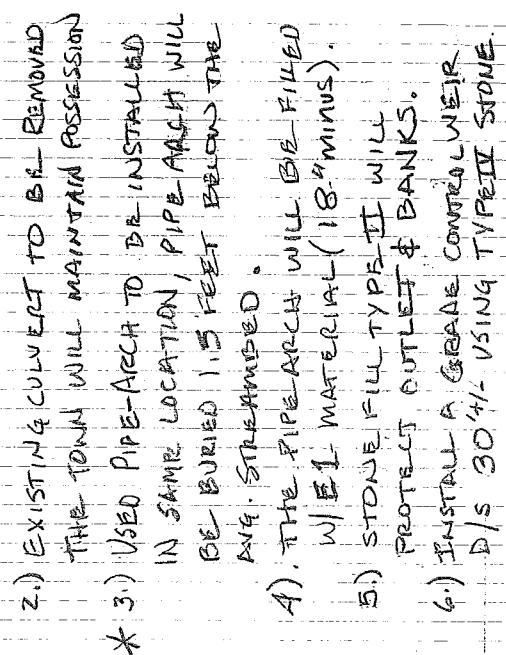 2.) EXISTING CULVERT TO BE REMOVED
THE TOWN WILL MAINTAIN POSSESSION
* 3.) USED PIPE-ARCH TO BE INSTALLED
IN SAME LOCATION, PIPE ARCH WILL
BE BURIED 1.5 FEET BELOW THE
AVG. STREAMBED.
4). THE PIPE ARCH WILL BE FILLED
W/ E1 MATERIAL (18-"MINUS).
5.) STONE FILL TYPE II WILL
PROTECT OUTLET & BANKS.
6.) INSTALL A GRADE CONTROL WEIR
D/S 30'+/- USING TYPE IV STONE.